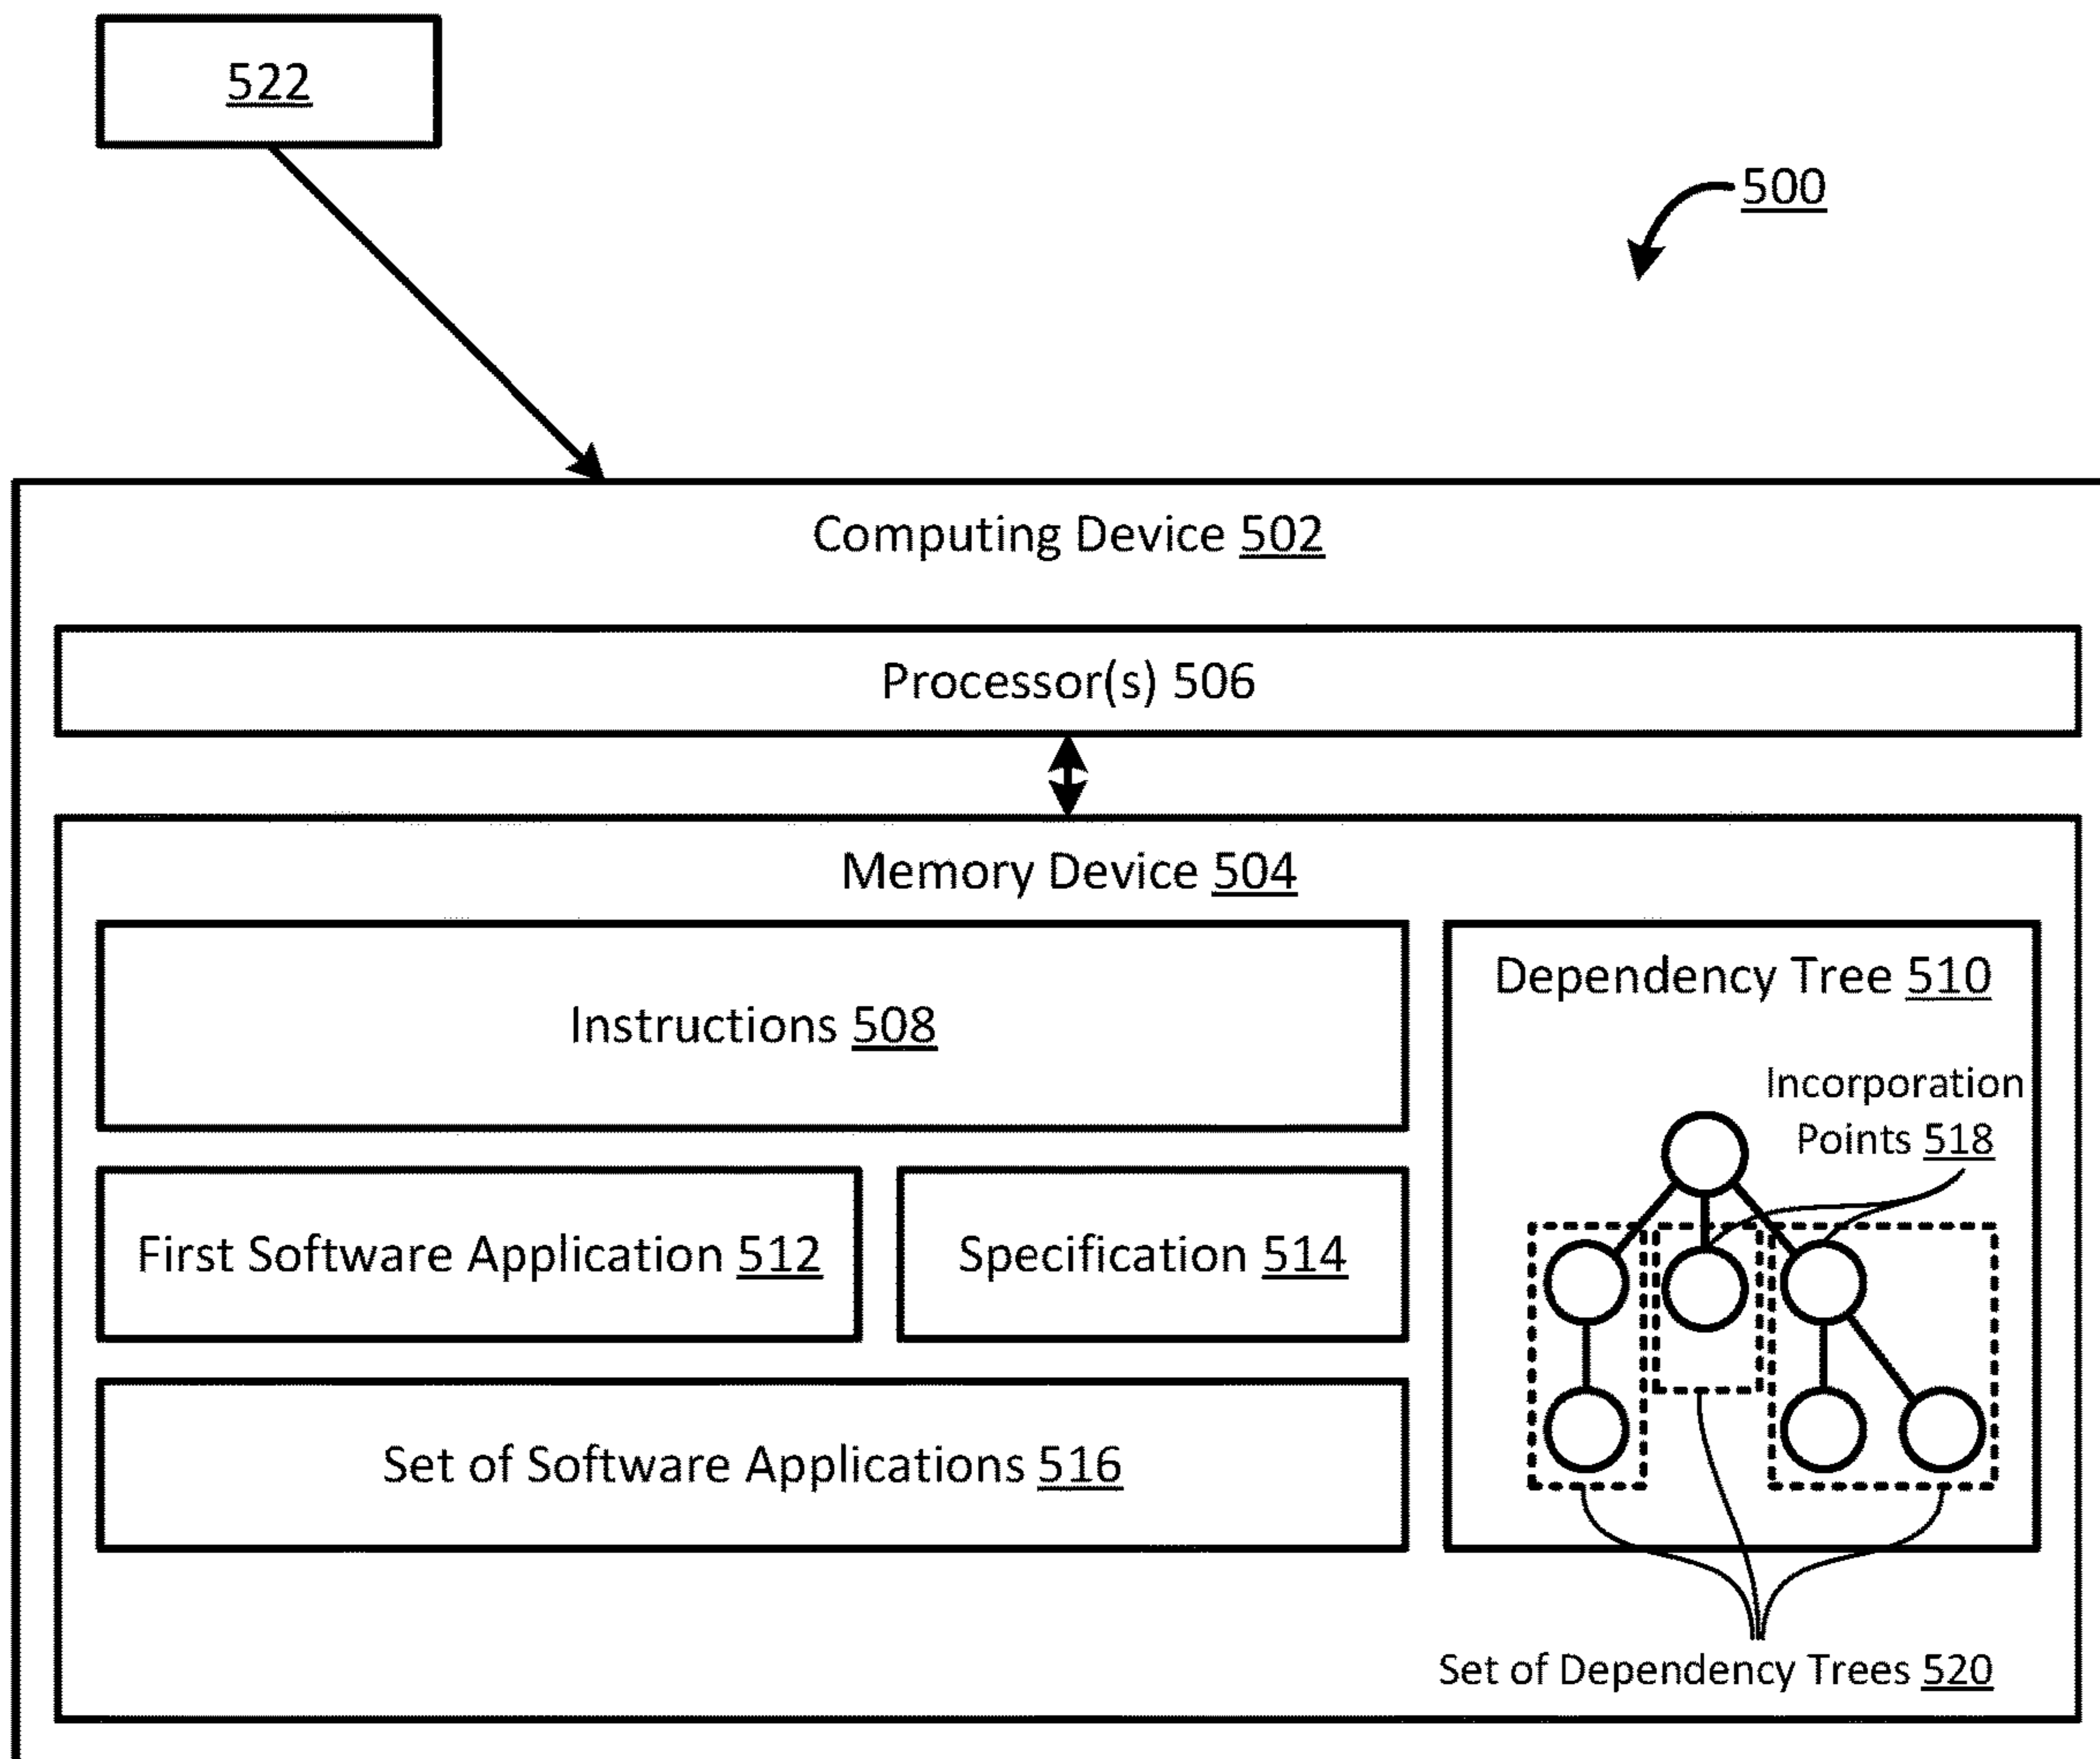 522
500
Computing Device 502
Processor(s) 506
Memory Device 504
Instructions 508
Dependency Tree 510
Incorporation
Points 518
First Software Application 512
Specification 514
Set of Software Applications 516
Set of Dependency Trees 520